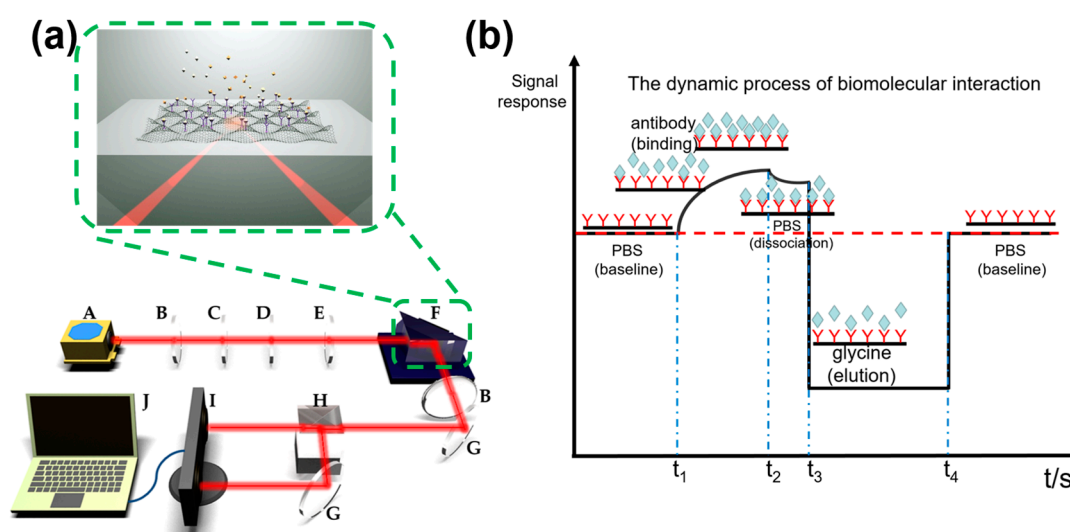 (a)
A
B
C
D
E
F
B
G
H
G
I
J
(b)
Signal
response
The dynamic process of biomolecular interaction
antibody
(binding)
PBS
(baseline)
PBS
(dissociation)
glycine
(elution)
PBS
(baseline)
t1
t2
t3
t4
t/s